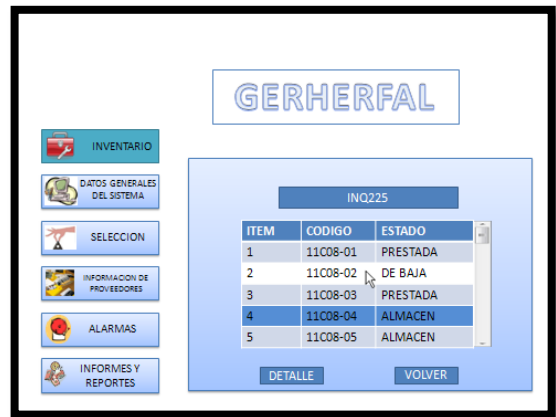 GERHERFAL
INVENTARIO
DATOS GENERALES
DEL SISTEMA
SELECCION
INFORMACION DE
PROVEEDORES
ALARMAS
INFORMES Y
REPORTES
INQ225
ITEM CODIGO ESTADO
1 11C08-01 PRESTADA
2 11C08-02 DE BAJA
3 11C08-03 PRESTADA
4 11C08-04 ALMACEN
5 11C08-05 ALMACEN
DETALLE VOLVER